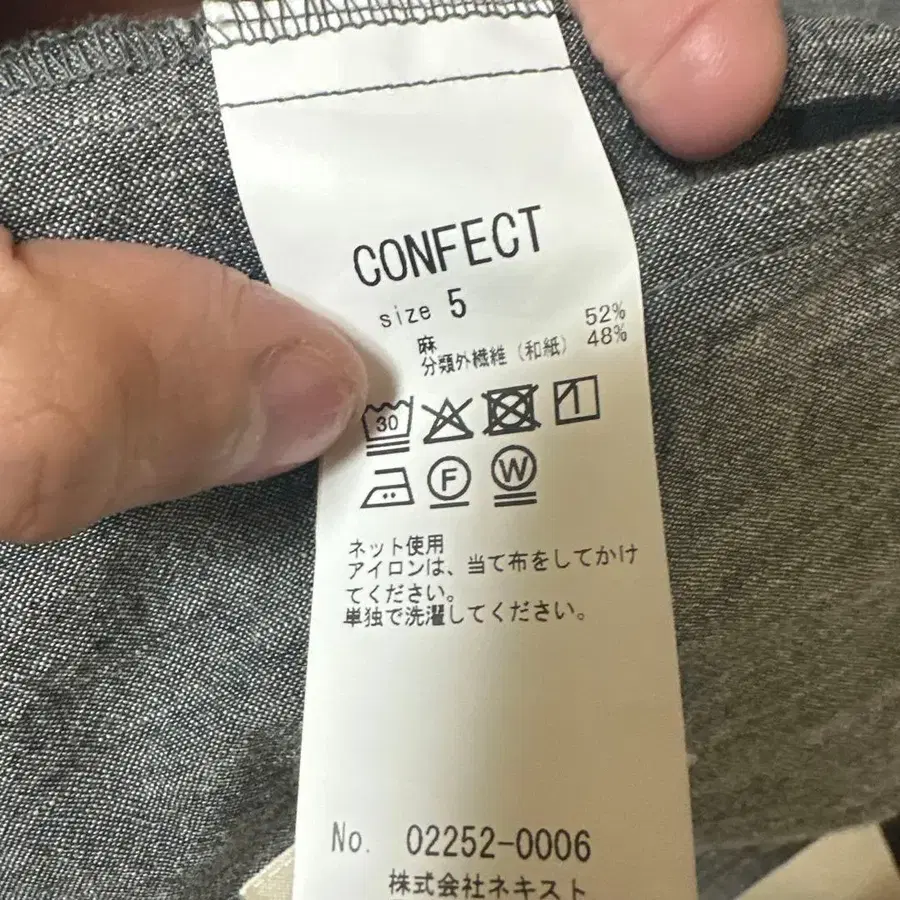 CONFECT
size 5
麻 52%
分類外繊維(和紙) 48%
30
F W
ネット使用
アイロンは、当て布をしてかけ
てください。
単独で洗濯してください。
No. 02252-0006
株式会社ネキスト